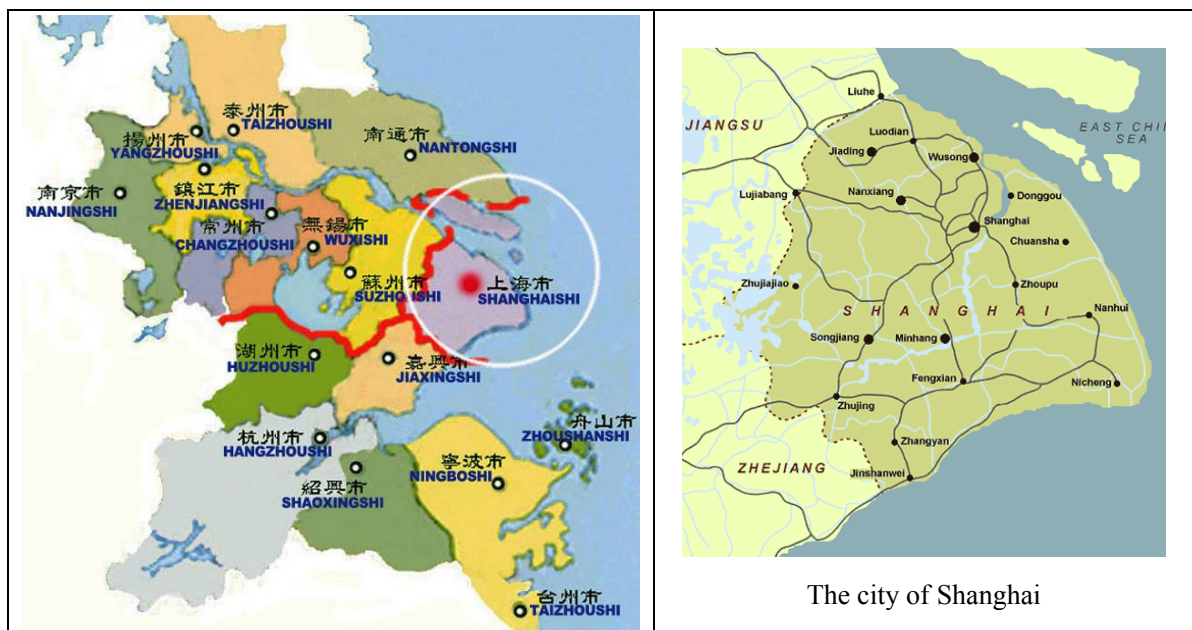 泰州市
TAIZHOUSHI
揚州市
YANGZHOUSHI
南通市
NANTONGSHI
南京市
NANJINGSHI
鎮江市
ZHENJIANGSHI
常州市
CHANGZHOUSHI
無錫市
WUXISHI
蘇州市
SUZHOUSHI
上海市
SHANGHAISHI
湖州市
HUZHOUSHI
嘉興市
JIAXINGSHI
杭州市
HANGZHOUSHI
舟山市
ZHOUSHANSHI
紹興市
SHAOXINGSHI
寧波市
NINGBOSHI
台州市
TAIZHOUSHI
Liuhe
JIANGSU
EAST CHI
SEA
Luodian
Jiading
Wusong
Lujiabang
Nanxiang
Donggou
Shanghai
Chuansha
Zhujiajiao
Zhoupu
SHANGHAI
Nanhui
Songjiang
Minhang
Fengxian
Nicheng
Zhujing
Zhangyan
ZHEJIANG
Jinshanwei
The city of Shanghai